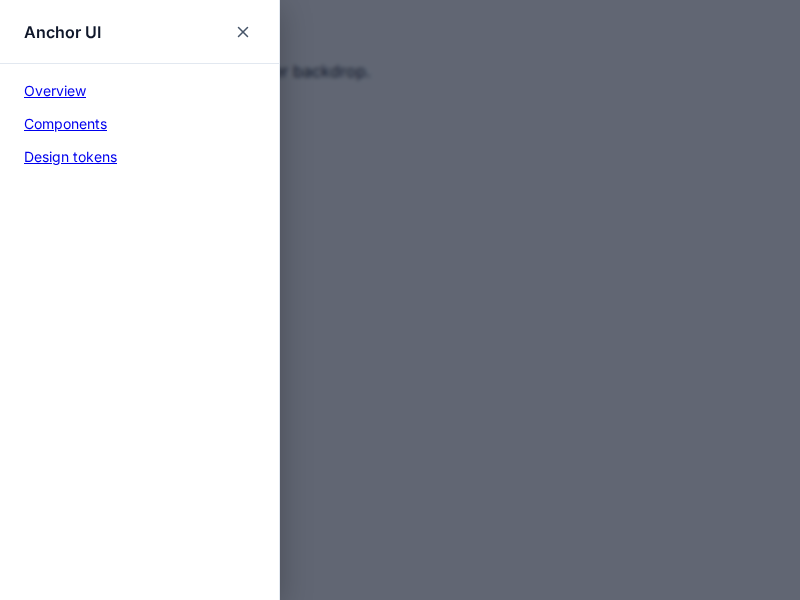 Anchor UI
backdrop.
Overview
Components
Design tokens